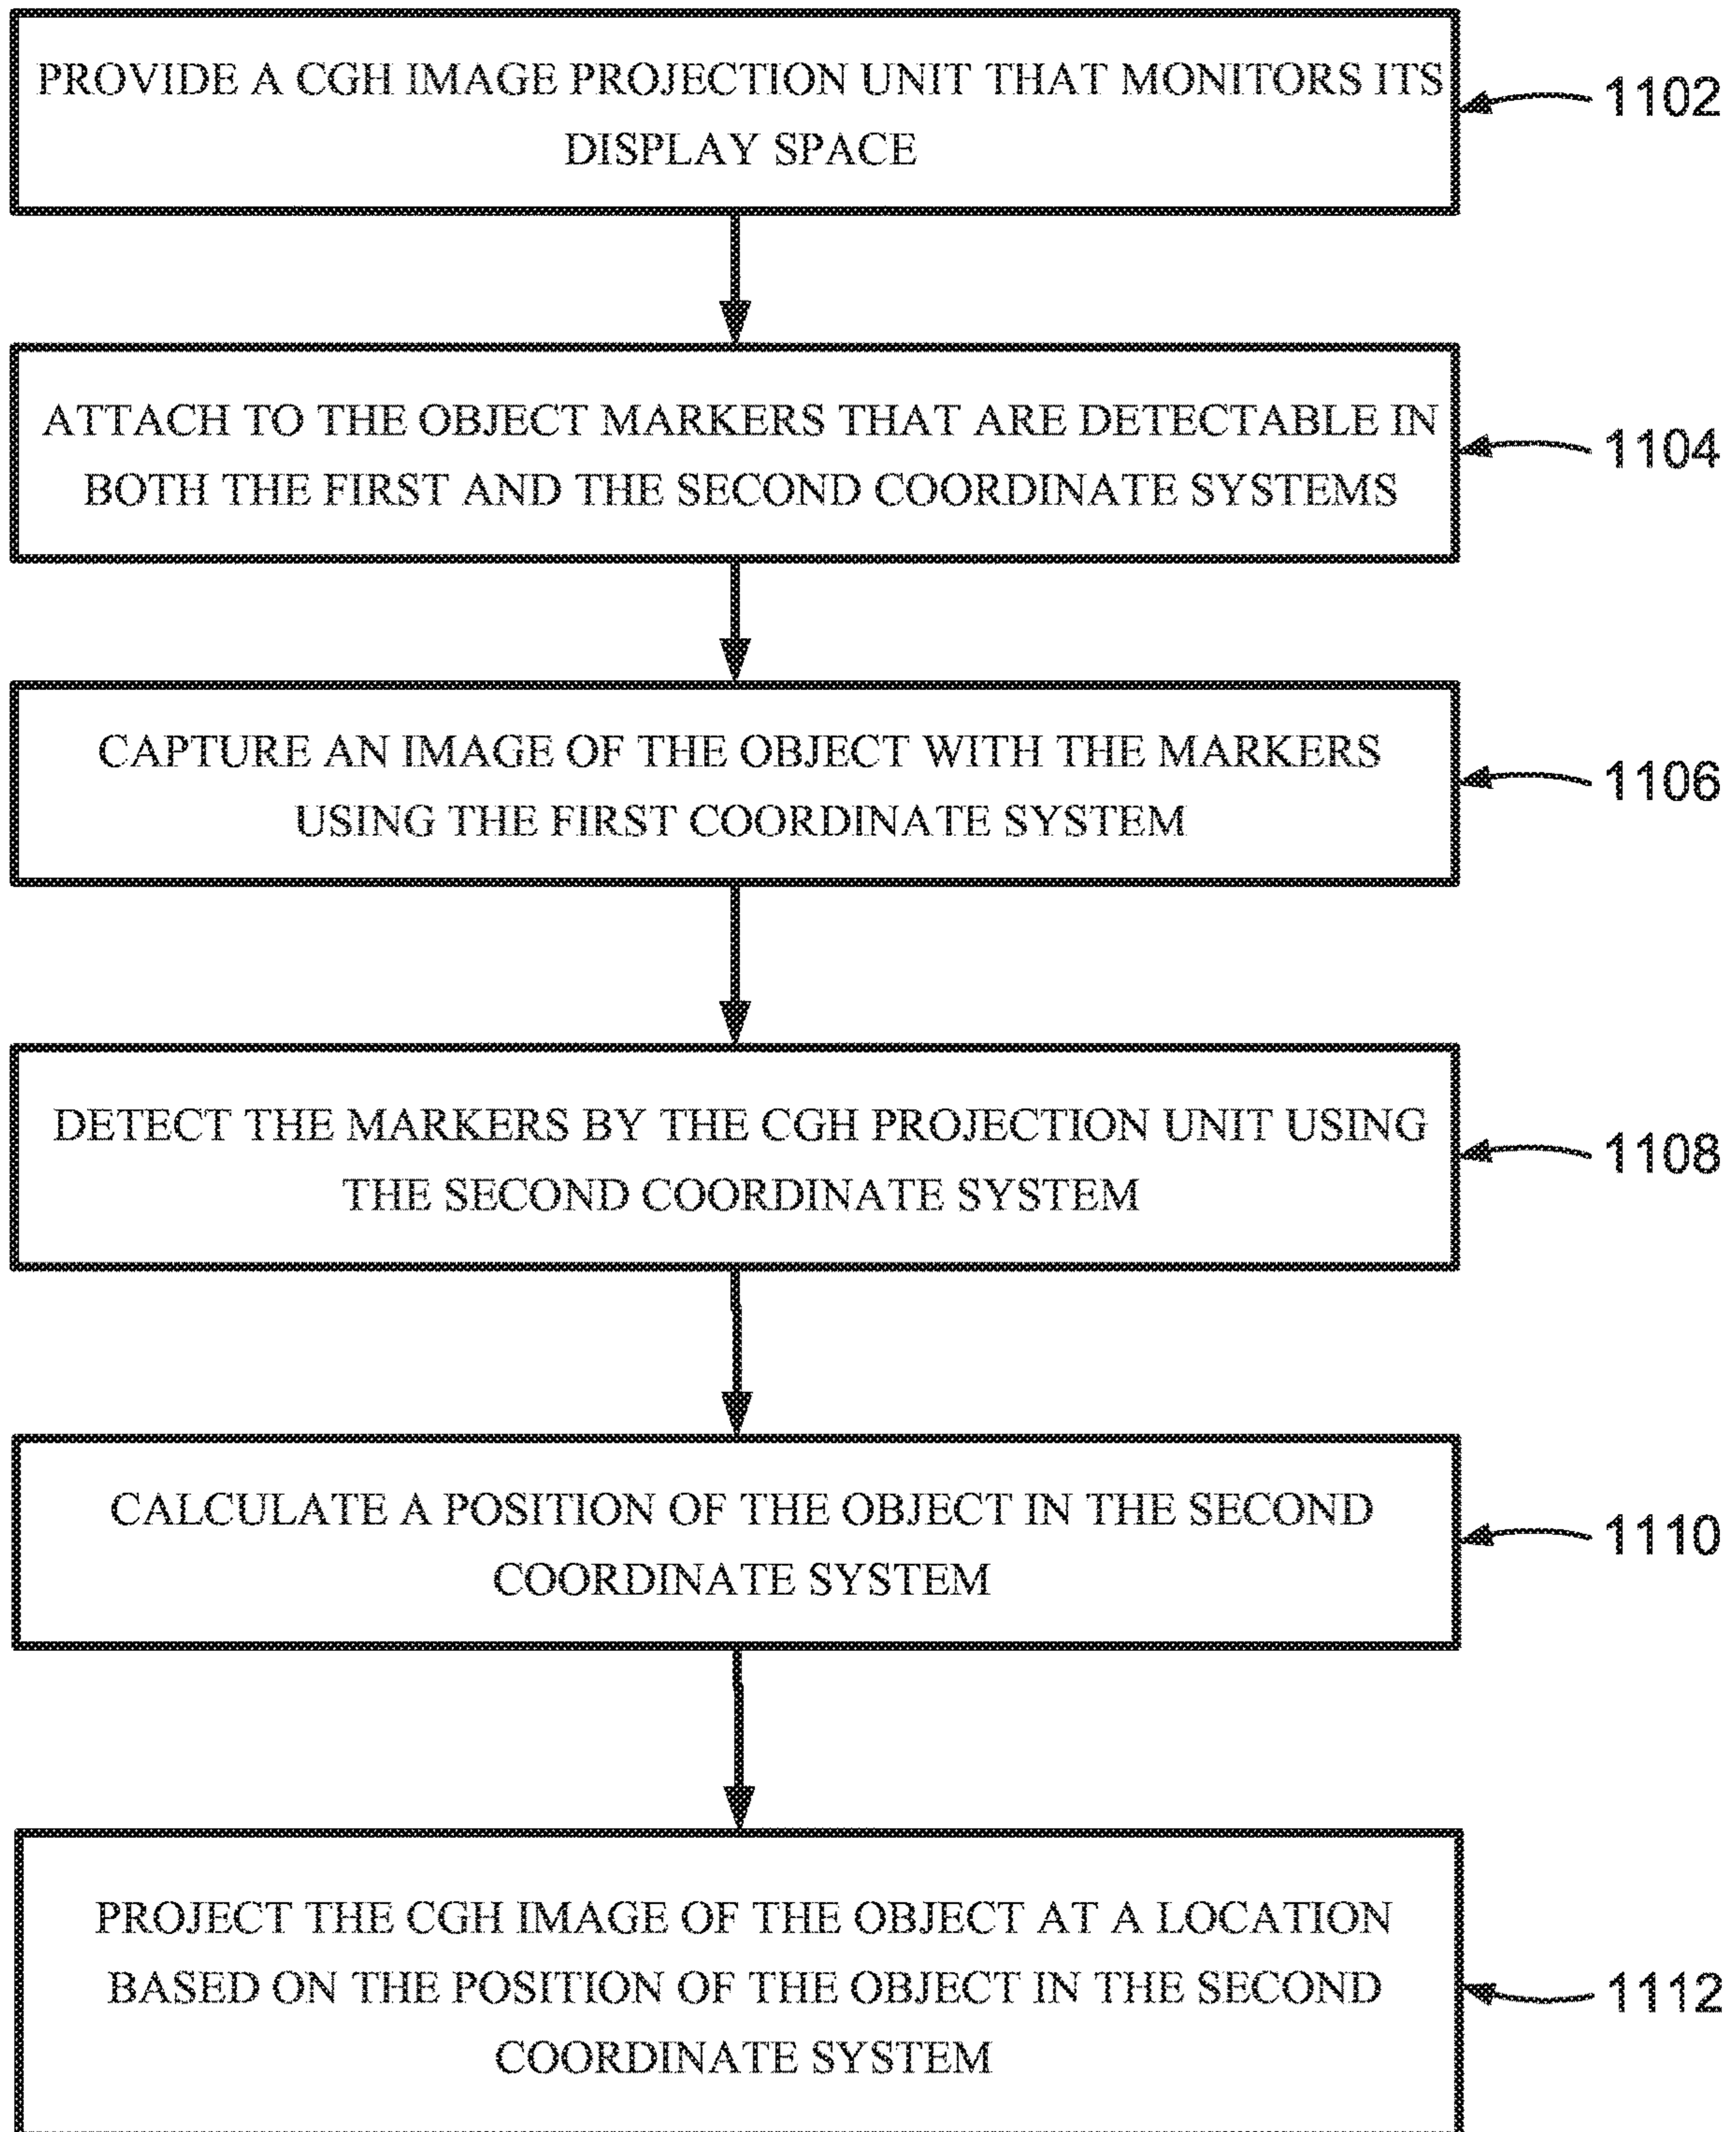 PROVIDE A CGH IMAGE PROJECTION UNIT THAT MONITORS ITS
DISPLAY SPACE
1102
ATTACH TO THE OBJECT MARKERS THAT ARE DETECTABLE IN
BOTH THE FIRST AND THE SECOND COORDINATE SYSTEMS
1104
CAPTURE AN IMAGE OF THE OBJECT WITH THE MARKERS
USING THE FIRST COORDINATE SYSTEM
1106
DETECT THE MARKERS BY THE CGH PROJECTION UNIT USING
THE SECOND COORDINATE SYSTEM
1108
CALCULATE A POSITION OF THE OBJECT IN THE SECOND
COORDINATE SYSTEM
1110
PROJECT THE CGH IMAGE OF THE OBJECT AT A LOCATION
BASED ON THE POSITION OF THE OBJECT IN THE SECOND
COORDINATE SYSTEM
1112